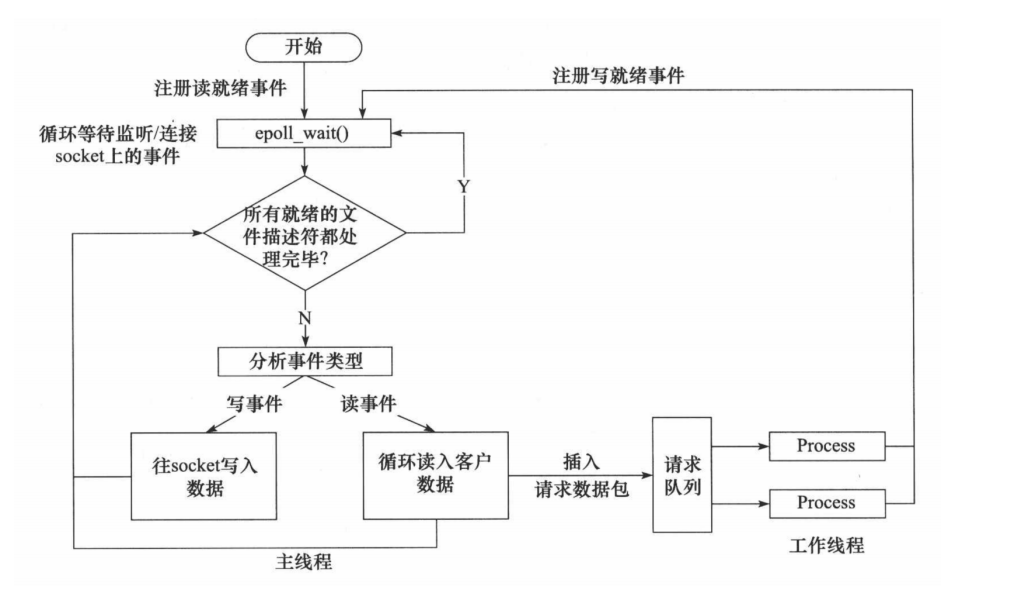 开始
注册读就绪事件
注册写就绪事件
循环等待监听/连接
socket上的事件
epoll_wait()
Y
所有就绪的文
件描述符都处
理完毕?
N
分析事件类型
写事件
读事件
往socket写入
数据
循环读入客户
数据
插入
请求数据包
请求
队列
Process
Process
工作线程
主线程